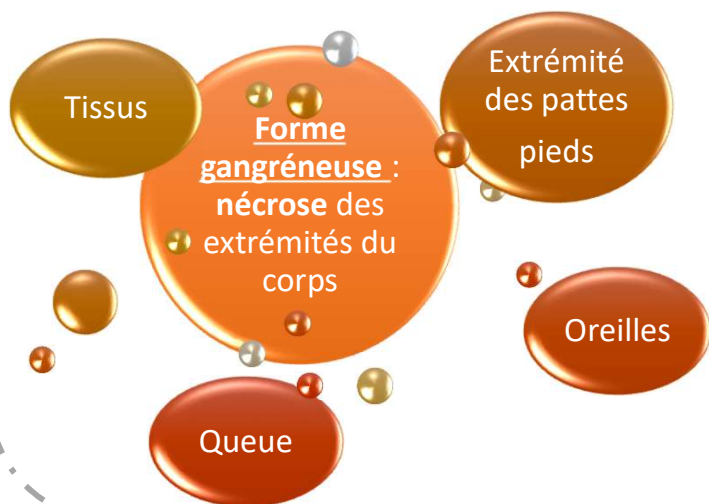 Tissus
Forme
gangréneuse :
nécrose des
extrémités du
corps
Extrémité
des pattes
pieds
Oreilles
Queue